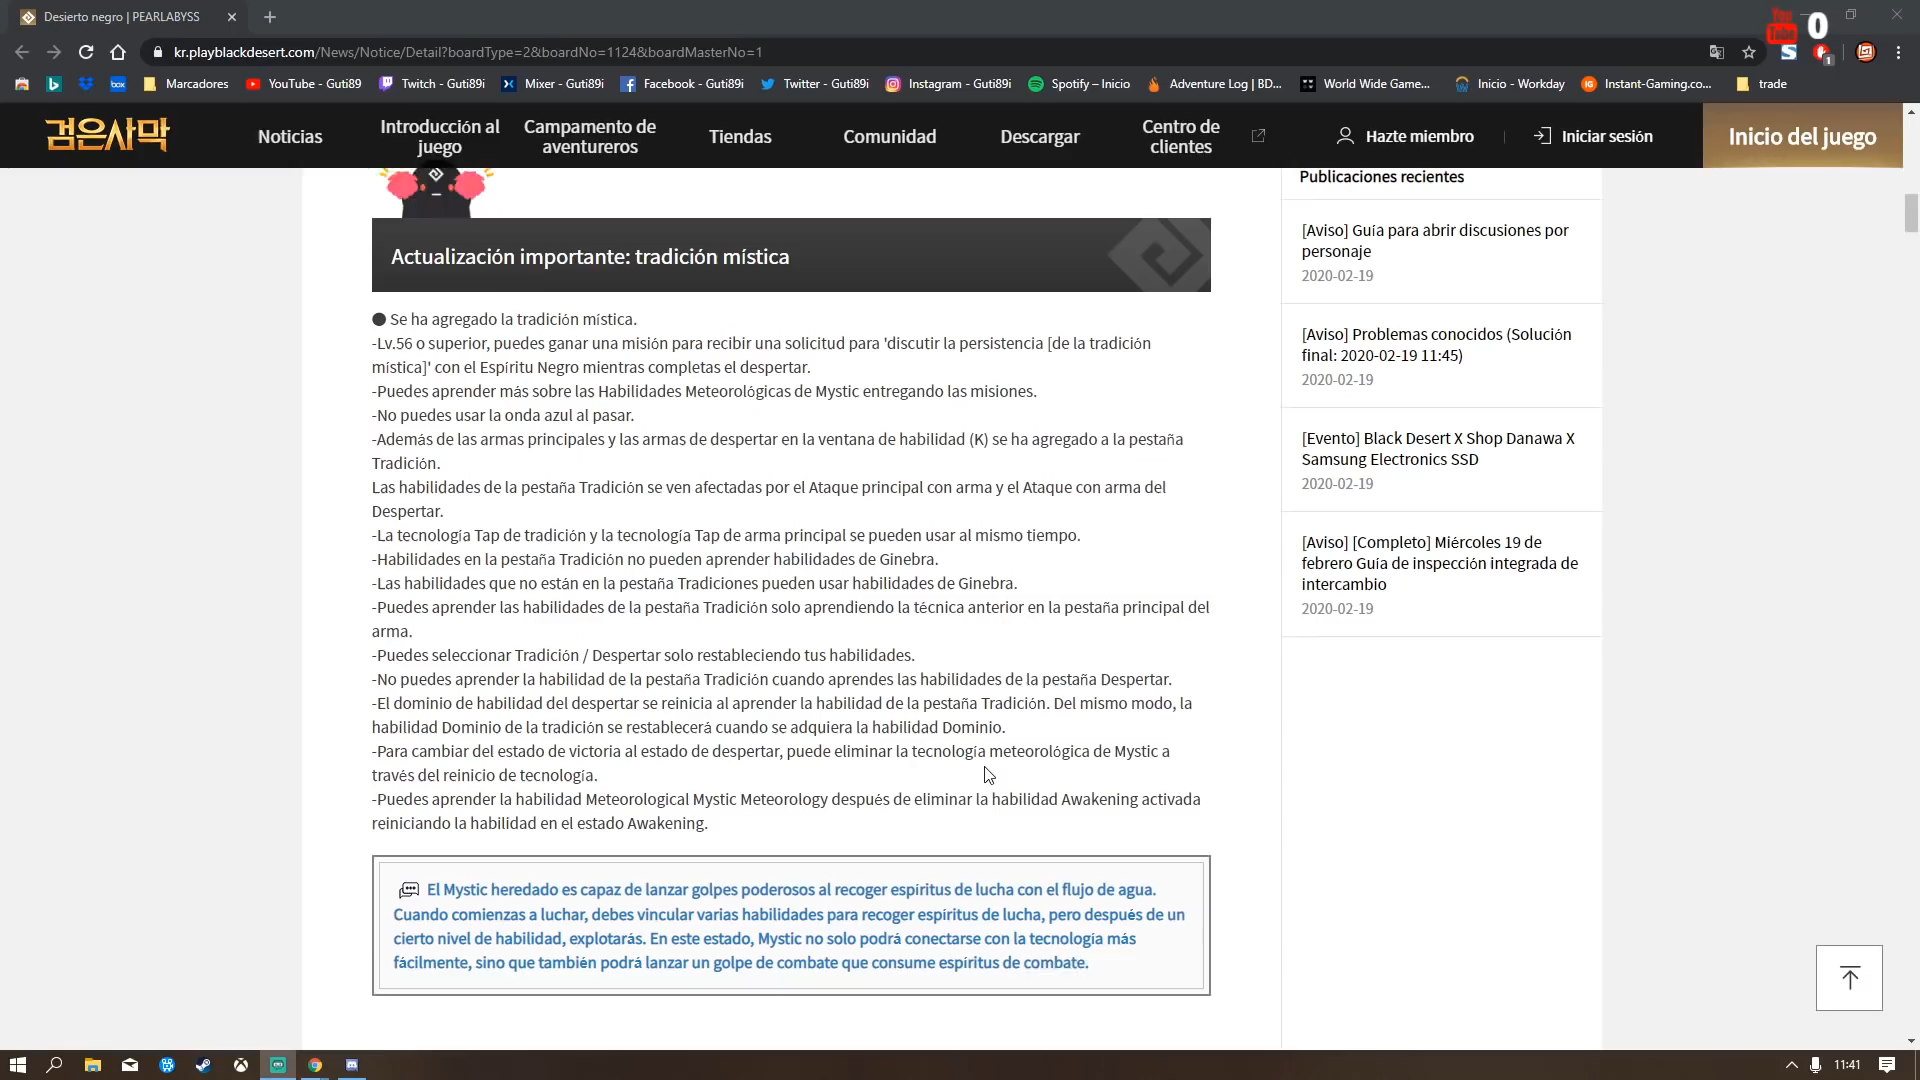 Desierto negro | PEARLABYSS
You
Tube
0
kr.playblackdesert.com/News/Notice/Detail?boardType=2&boardNo=1124&boardMasterNo=1
1
box
Marcadores
YouTube - Guti89
Twitch - Guti89i
Mixer - Guti89i
Facebook - Guti89i
Twitter - Guti89i
Instagram - Guti89i
Spotify – Inicio
Adventure Log | BD...
World Wide Game...
Inicio - Workday
Instant-Gaming.co...
trade
검은사막
Noticias
Introducción al
juego
Campamento de
aventureros
Tiendas
Comunidad
Descargar
Centro de
clientes
Hazte miembro
Iniciar sesión
Inicio del juego
Actualización importante: tradición mística
● Se ha agregado la tradición mística.
-Lv.56 o superior, puedes ganar una misión para recibir una solicitud para 'discutir la persistencia [de la tradición
mística]' con el Espíritu Negro mientras completas el despertar.
-Puedes aprender más sobre las Habilidades Meteorológicas de Mystic entregando las misiones.
-No puedes usar la onda azul al pasar.
-Además de las armas principales y las armas de despertar en la ventana de habilidad (K) se ha agregado a la pestaña
Tradición.
Las habilidades de la pestaña Tradición se ven afectadas por el Ataque principal con arma y el Ataque con arma del
Despertar.
-La tecnología Tap de tradición y la tecnología Tap de arma principal se pueden usar al mismo tiempo.
-Habilidades en la pestaña Tradición no pueden aprender habilidades de Ginebra.
-Las habilidades que no están en la pestaña Tradiciones pueden usar habilidades de Ginebra.
-Puedes aprender las habilidades de la pestaña Tradición solo aprendiendo la técnica anterior en la pestaña principal del
arma.
-Puedes seleccionar Tradición / Despertar solo restableciendo tus habilidades.
-No puedes aprender la habilidad de la pestaña Tradición cuando aprendes las habilidades de la pestaña Despertar.
-El dominio de habilidad del despertar se reinicia al aprender la habilidad de la pestaña Tradición. Del mismo modo, la
habilidad Dominio de la tradición se restablecerá cuando se adquiera la habilidad Dominio.
-Para cambiar del estado de victoria al estado de despertar, puede eliminar la tecnología meteorológica de Mystic a
través del reinicio de tecnología.
-Puedes aprender la habilidad Meteorological Mystic Meteorology después de eliminar la habilidad Awakening activada
reiniciando la habilidad en el estado Awakening.
El Mystic heredado es capaz de lanzar golpes poderosos al recoger espíritus de lucha con el flujo de agua.
Cuando comienzas a luchar, debes vincular varias habilidades para recoger espíritus de lucha, pero después de un
cierto nivel de habilidad, explotarás. En este estado, Mystic no solo podrá conectarse con la tecnología más
fácilmente, sino que también podrá lanzar un golpe de combate que consume espíritus de combate.
Publicaciones recientes
[Aviso] Guía para abrir discusiones por
personaje
2020-02-19
[Aviso] Problemas conocidos (Solución
final: 2020-02-19 11:45)
2020-02-19
[Evento] Black Desert X Shop Danawa X
Samsung Electronics SSD
2020-02-19
[Aviso] [Completo] Miércoles 19 de
febrero Guía de inspección integrada de
intercambio
2020-02-19
11:41